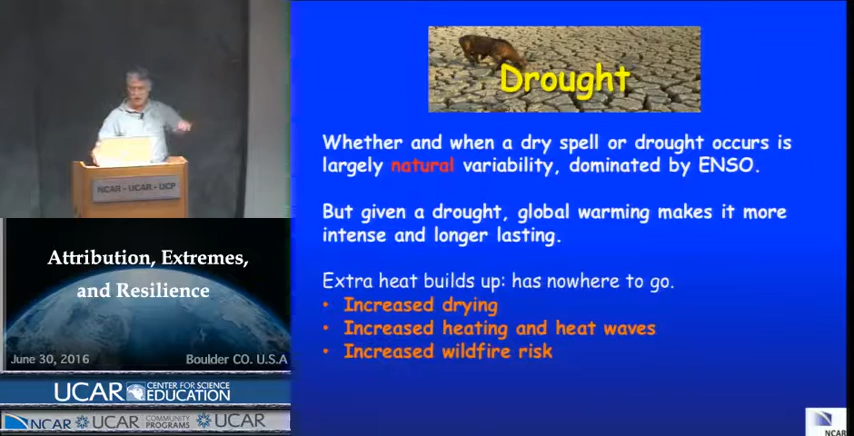 NCAR - UCAR - UCP
Attribution, Extremes,
and Resilience
June 30, 2016
Boulder CO. U.S.A
UCAR CENTER FOR SCIENCE
EDUCATION
NCAR UCAR COMMUNITY
PROGRAMS UCAR
Drought
Whether and when a dry spell or drought occurs is
largely natural variability, dominated by ENSO.
But given a drought, global warming makes it more
intense and longer lasting.
Extra heat builds up: has nowhere to go.
• Increased drying
• Increased heating and heat waves
• Increased wildfire risk
NCAR